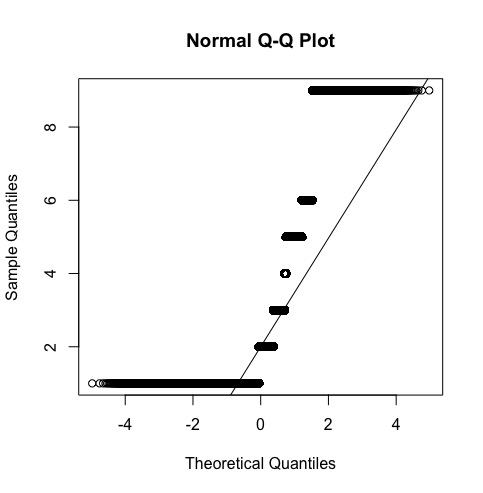 Normal Q-Q Plot
8
6
4
2
Sample Quantiles
-4 -2 0 2 4
Theoretical Quantiles